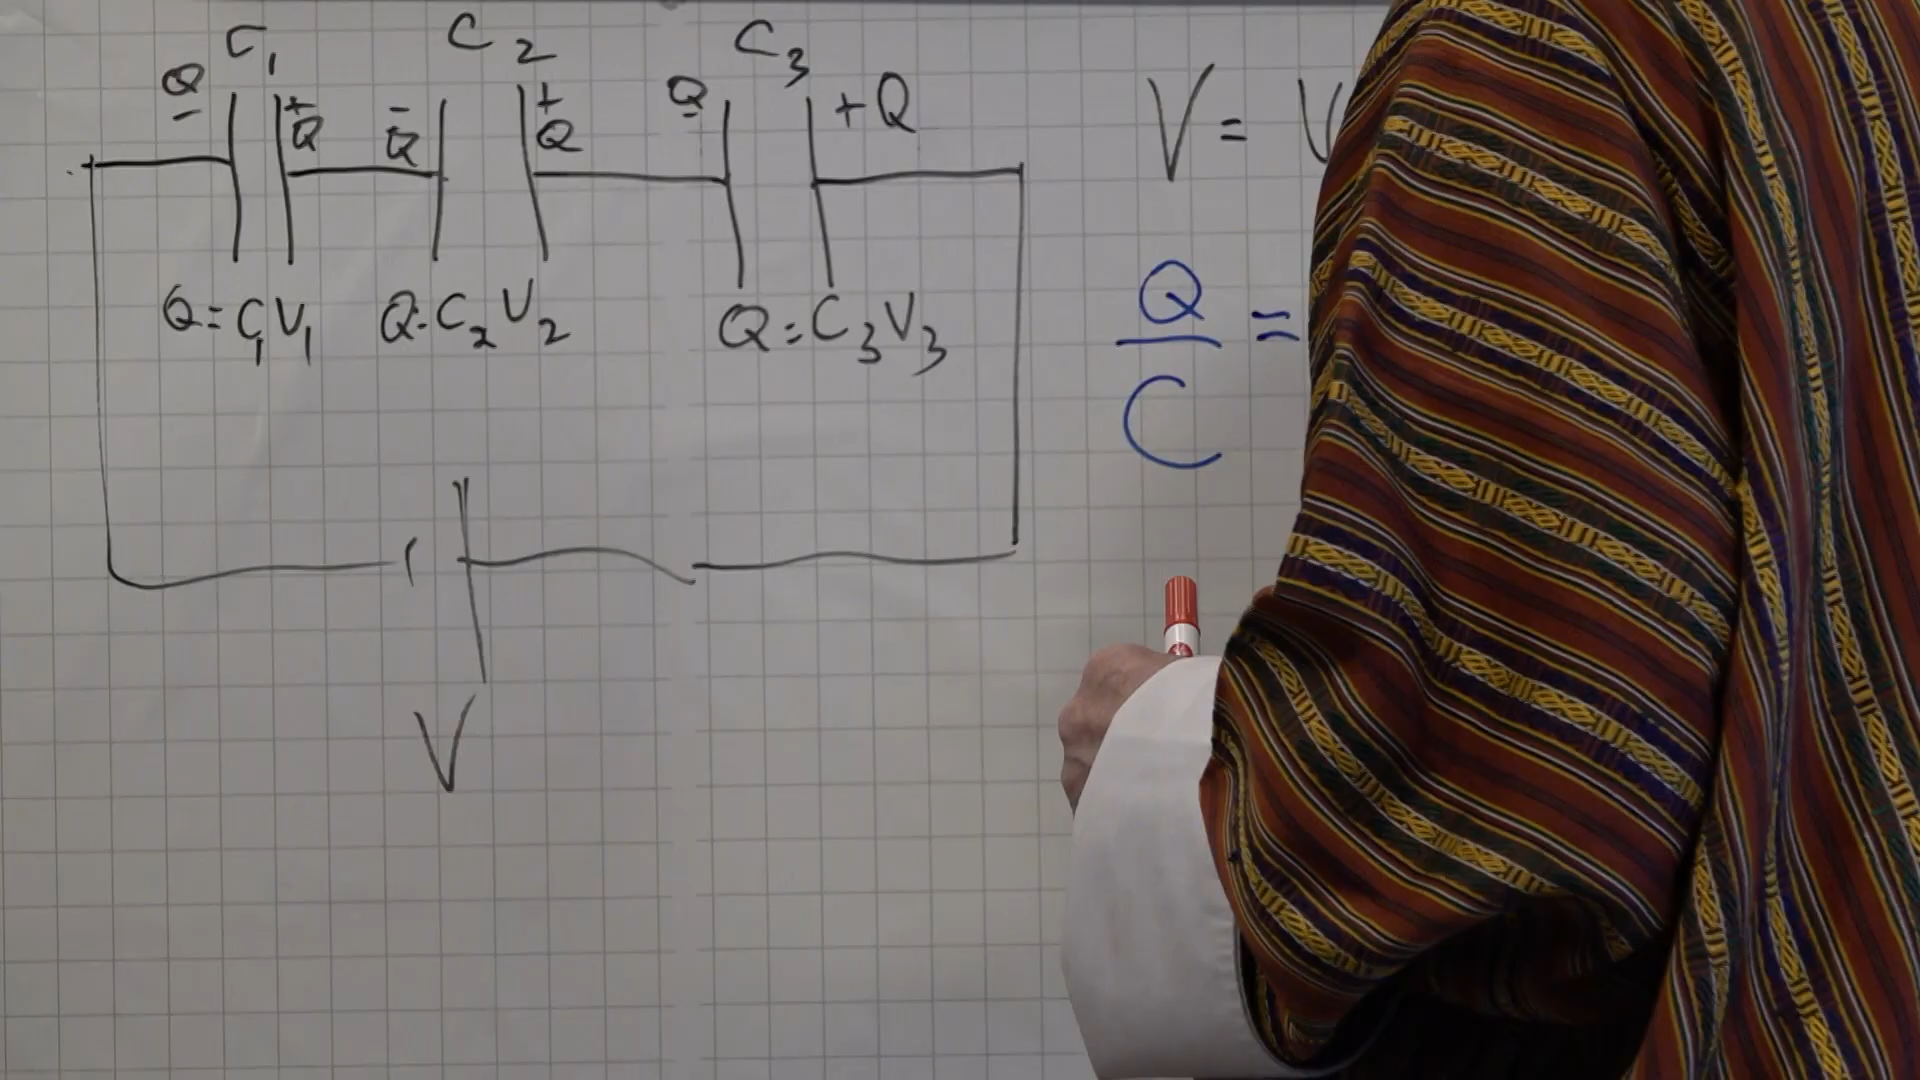 C₁ C₂ C₃
-Q +Q -Q +Q -Q +Q
Q=C₁V₁ Q=C₂V₂ Q=C₃V₃
V
V= V
Q/C =